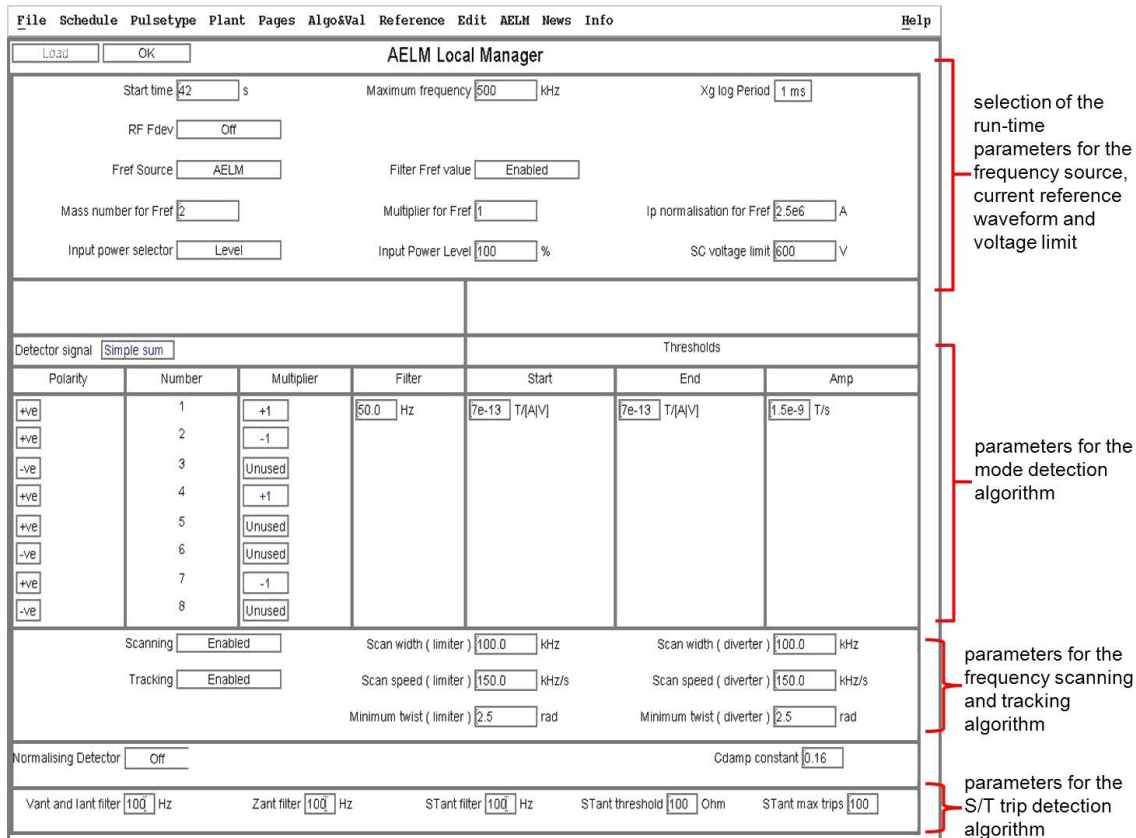 File Schedule Pulsetype Plant Pages Algo&Val Reference Edit AELM News Info Help
Load OK AELM Local Manager
Start time 42 s Maximum frequency 500 kHz Xg log Period 1 ms
RF Fdev Off
Fref Source AELM Filter Fref value Enabled
Mass number for Fref 2 Multiplier for Fref 1 Ip normalisation for Fref 2.5e6 A
Input power selector Level Input Power Level 100 % SC voltage limit 600 V
selection of the
run-time
parameters for the
frequency source,
current reference
waveform and
voltage limit
Detector signal Simple sum Thresholds
Polarity Number Multiplier Filter Start End Amp
+ve 1 +1 50.0 Hz 7e-13 T/[A|V] 7e-13 T/[A|V] 1.5e-9 T/s
+ve 2 -1
-ve 3 Unused
+ve 4 +1
+ve 5 Unused
-ve 6 Unused
+ve 7 -1
-ve 8 Unused
parameters for the
mode detection
algorithm
Scanning Enabled Scan width ( limiter ) 100.0 kHz Scan width ( diverter ) 100.0 kHz
Tracking Enabled Scan speed ( limiter ) 150.0 kHz/s Scan speed ( diverter ) 150.0 kHz/s
Minimum twist ( limiter ) 2.5 rad Minimum twist ( diverter ) 2.5 rad
parameters for the
frequency scanning
and tracking
algorithm
Normalising Detector Off Cdamp constant 0.16
Vant and Iant filter 100 Hz Zant filter 100 Hz STant filter 100 Hz STant threshold 100 Ohm STant max trips 100
parameters for the
S/T trip detection
algorithm